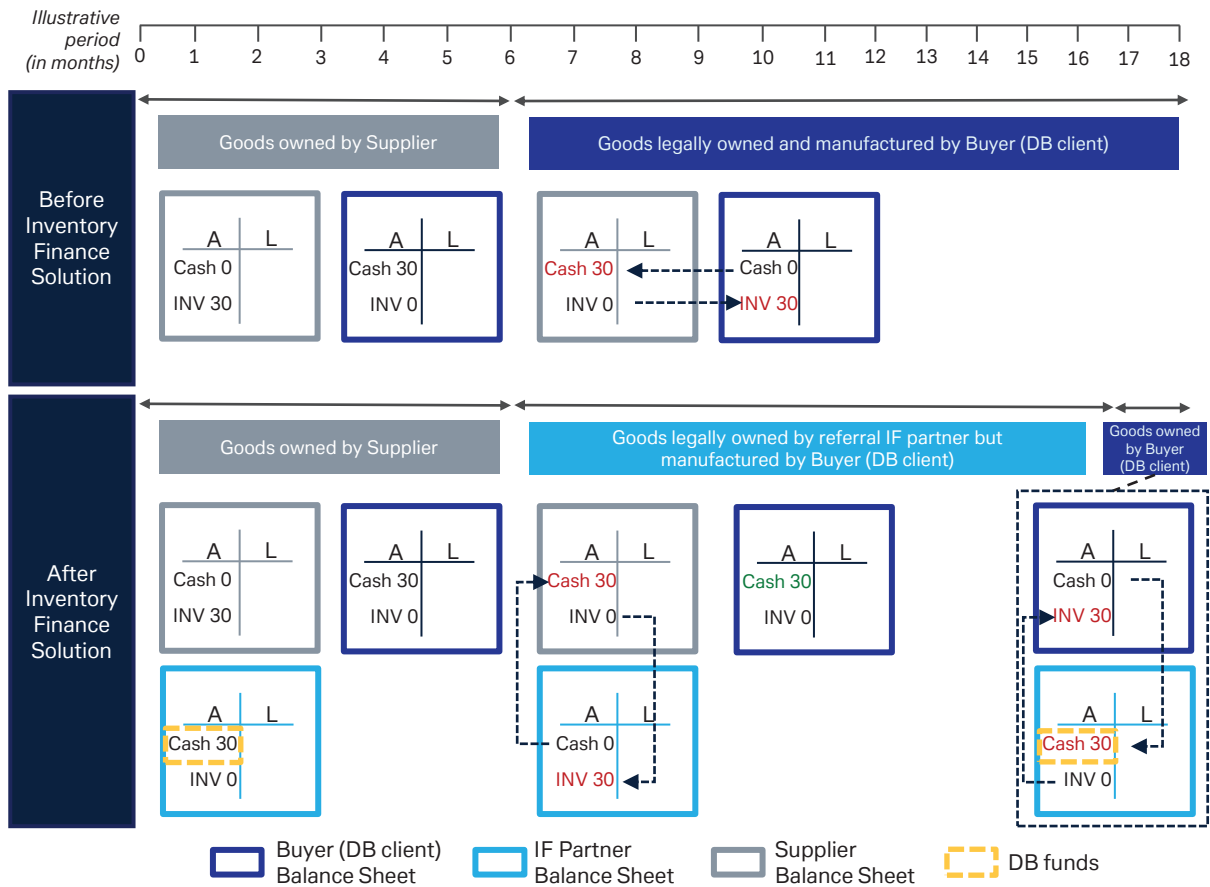 Illustrative
period
(in months)
0 1 2 3 4 5 6 7 8 9 10 11 12 13 14 15 16 17 18
Before
Inventory
Finance
Solution
Goods owned by Supplier
Goods legally owned and manufactured by Buyer (DB client)
A L
Cash 0
INV 30
A L
Cash 30
INV 0
A L
Cash 30
INV 0
A L
Cash 0
INV 30
After
Inventory
Finance
Solution
Goods owned by Supplier
Goods legally owned by referral IF partner but
manufactured by Buyer (DB client)
Goods owned
by Buyer
(DB client)
A L
Cash 0
INV 30
A L
Cash 30
INV 0
A L
Cash 30
INV 0
A L
Cash 30
INV 0
A L
Cash 0
INV 30
A L
Cash 30
INV 0
A L
Cash 0
INV 30
A L
Cash 30
INV 0
Buyer (DB client)
Balance Sheet
IF Partner
Balance Sheet
Supplier
Balance Sheet
DB funds